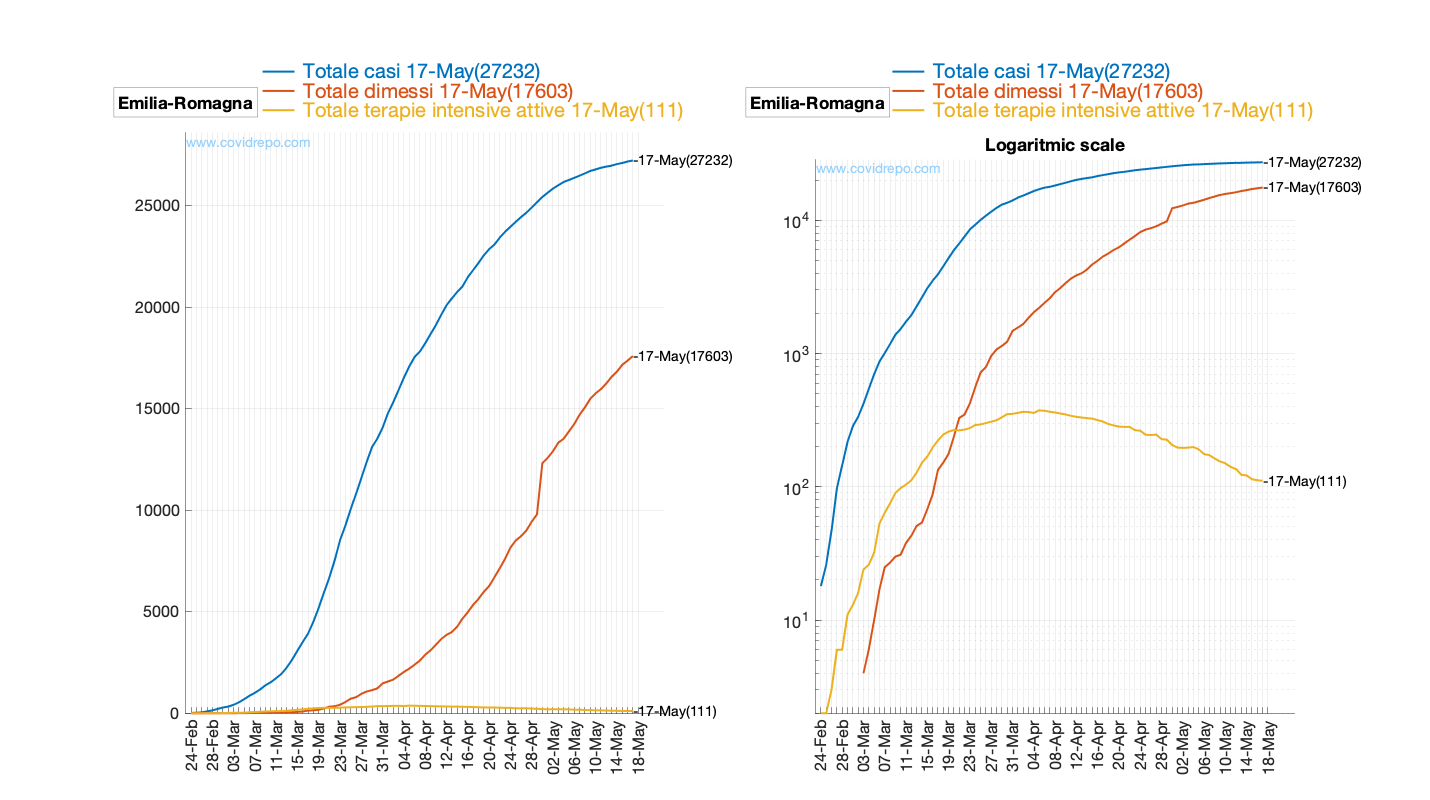 Totale casi 17-May(27232)
Totale dimessi 17-May(17603)
Totale terapie intensive attive 17-May(111)
Emilia-Romagna
www.covidrepo.com
25000
20000
15000
10000
5000
0
-17-May(27232)
-17-May(17603)
-17-May(111)
24-Feb
28-Feb
03-Mar
07-Mar
11-Mar
15-Mar
19-Mar
23-Mar
27-Mar
31-Mar
04-Apr
08-Apr
12-Apr
16-Apr
20-Apr
24-Apr
28-Apr
02-May
06-May
10-May
14-May
18-May
Totale casi 17-May(27232)
Totale dimessi 17-May(17603)
Totale terapie intensive attive 17-May(111)
Emilia-Romagna
Logaritmic scale
www.covidrepo.com
10^4
10^3
10^2
10^1
-17-May(27232)
-17-May(17603)
-17-May(111)
24-Feb
28-Feb
03-Mar
07-Mar
11-Mar
15-Mar
19-Mar
23-Mar
27-Mar
31-Mar
04-Apr
08-Apr
12-Apr
16-Apr
20-Apr
24-Apr
28-Apr
02-May
06-May
10-May
14-May
18-May